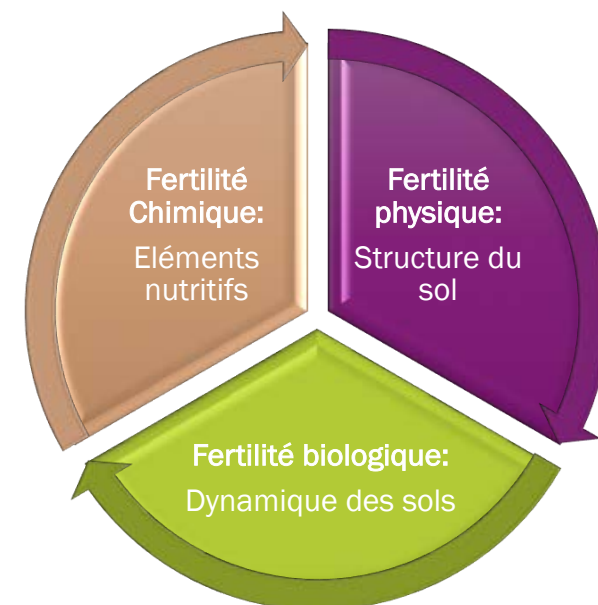 Fertilité
Chimique:
Eléments
nutritifs
Fertilité
physique:
Structure du
sol
Fertilité biologique:
Dynamique des sols